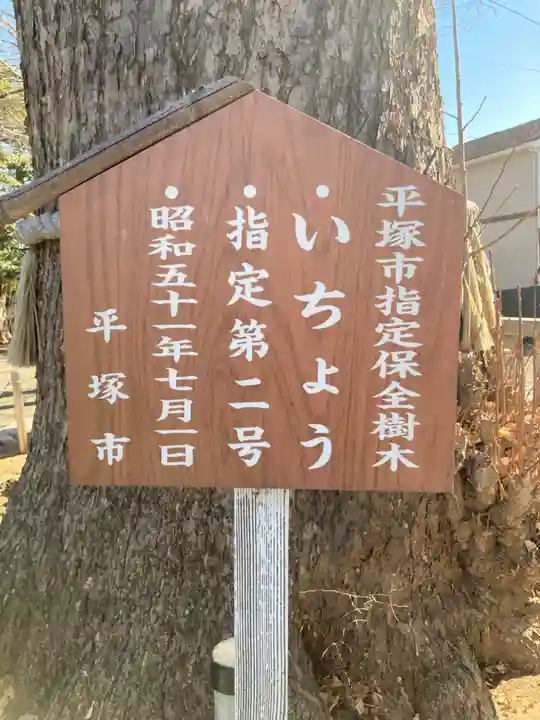 平塚市指定保全樹木
・いちょう
・指定第二号
・昭和五十一年七月一日
平塚市